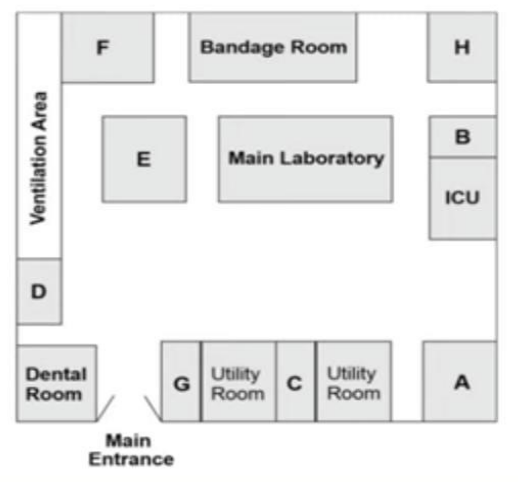 F
Bandage Room
H
Ventilation Area
E
Main Laboratory
B
ICU
D
Dental
Room
G
Utility
Room
C
Utility
Room
A
Main
Entrance